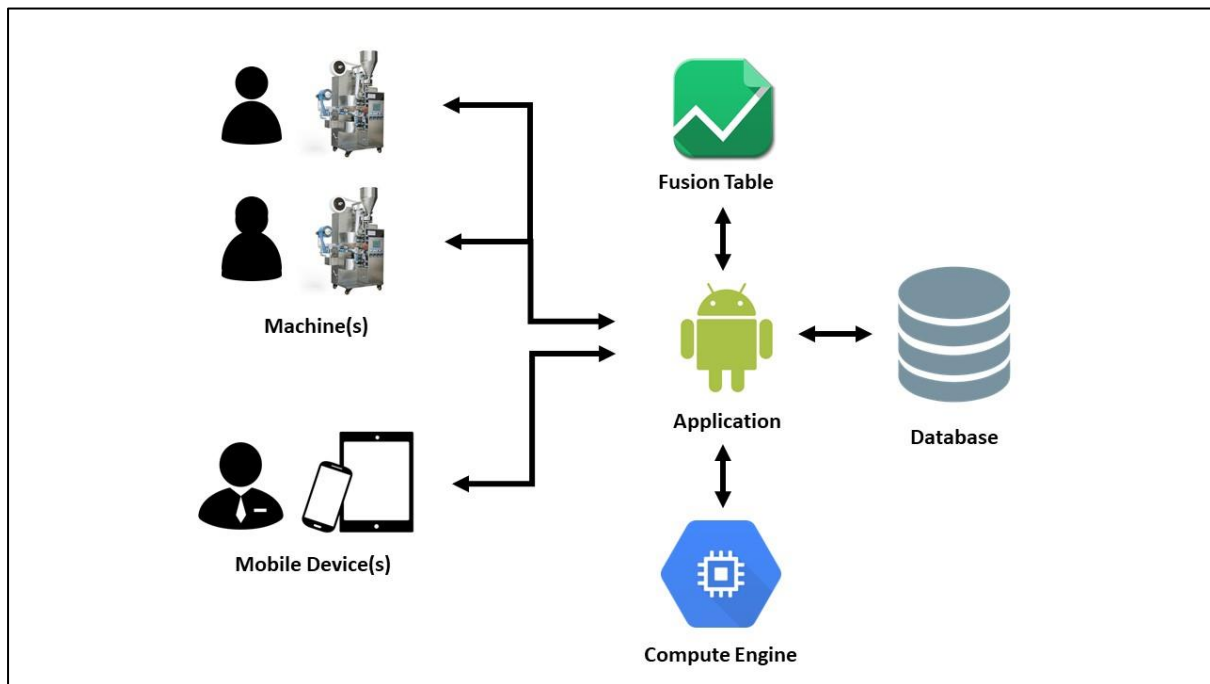 Fusion Table
Machine(s)
Application
Database
Mobile Device(s)
Compute Engine